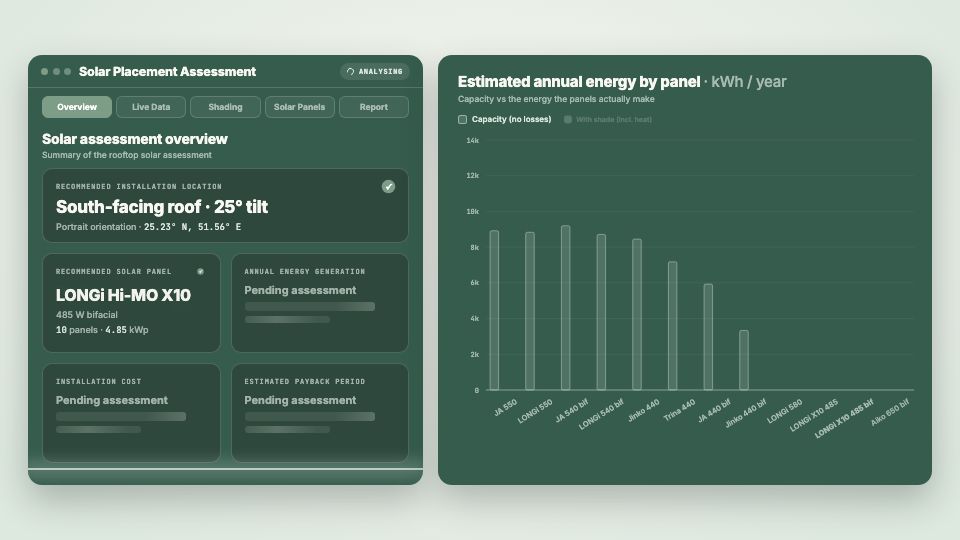 Solar Placement Assessment
ANALYSING
Overview
Live Data
Shading
Solar Panels
Report
Solar assessment overview
Summary of the rooftop solar assessment
RECOMMENDED INSTALLATION LOCATION
South-facing roof · 25° tilt
Portrait orientation · 25.23° N, 51.56° E
RECOMMENDED SOLAR PANEL
LONGi Hi-MO X10
485 W bifacial
10 panels · 4.85 kWp
ANNUAL ENERGY GENERATION
Pending assessment
INSTALLATION COST
Pending assessment
ESTIMATED PAYBACK PERIOD
Pending assessment
Estimated annual energy by panel · kWh / year
Capacity vs the energy the panels actually make
Capacity (no losses)
With shade (incl. heat)
14k
12k
10k
8k
6k
4k
2k
0
JA 550
LONGi 550
JA 540 bif
LONGi 540 bif
Jinko 440
Trina 440
JA 440 bif
Jinko 440 bif
LONGi 580
LONGi X10 485
LONGi X10 485 bif
Aiko 650 bif